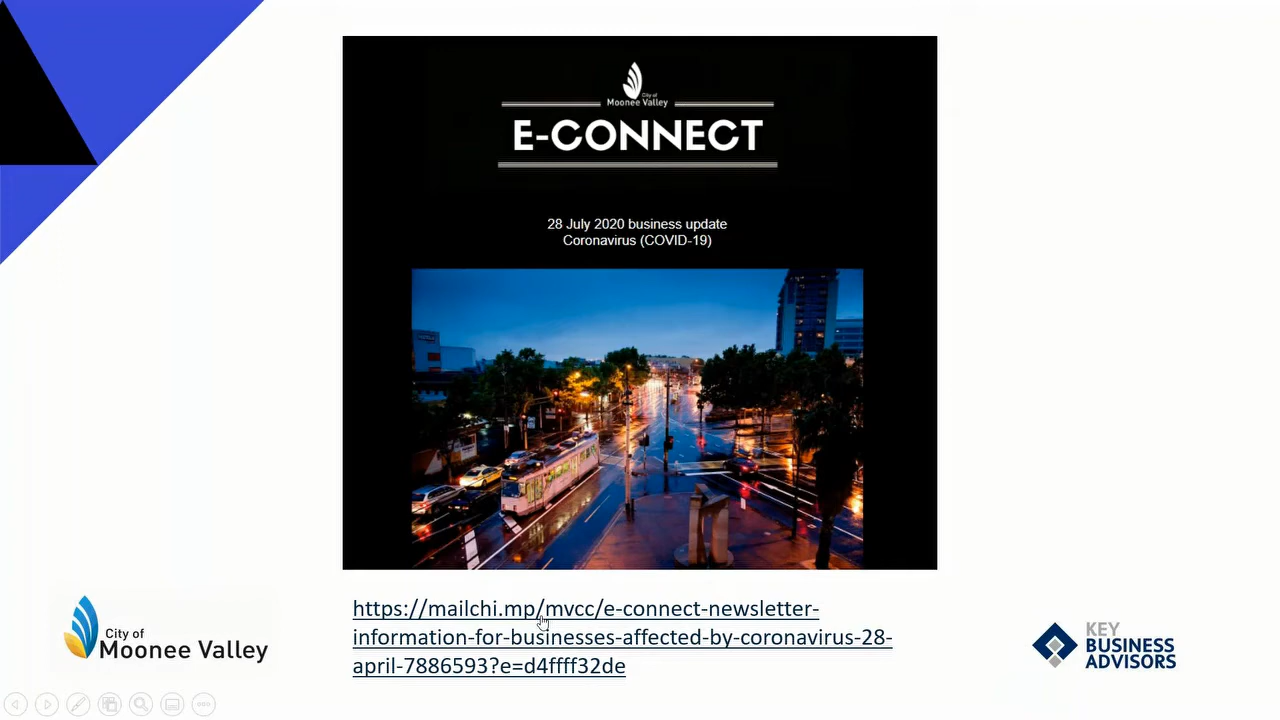 City of
Moonee Valley
E-CONNECT
28 July 2020 business update
Coronavirus (COVID-19)
https://mailchi.mp/mvcc/e-connect-newsletter-
information-for-businesses-affected-by-coronavirus-28-
april-7886593?e=d4ffff32de
City of
Moonee Valley
KEY
BUSINESS
ADVISORS